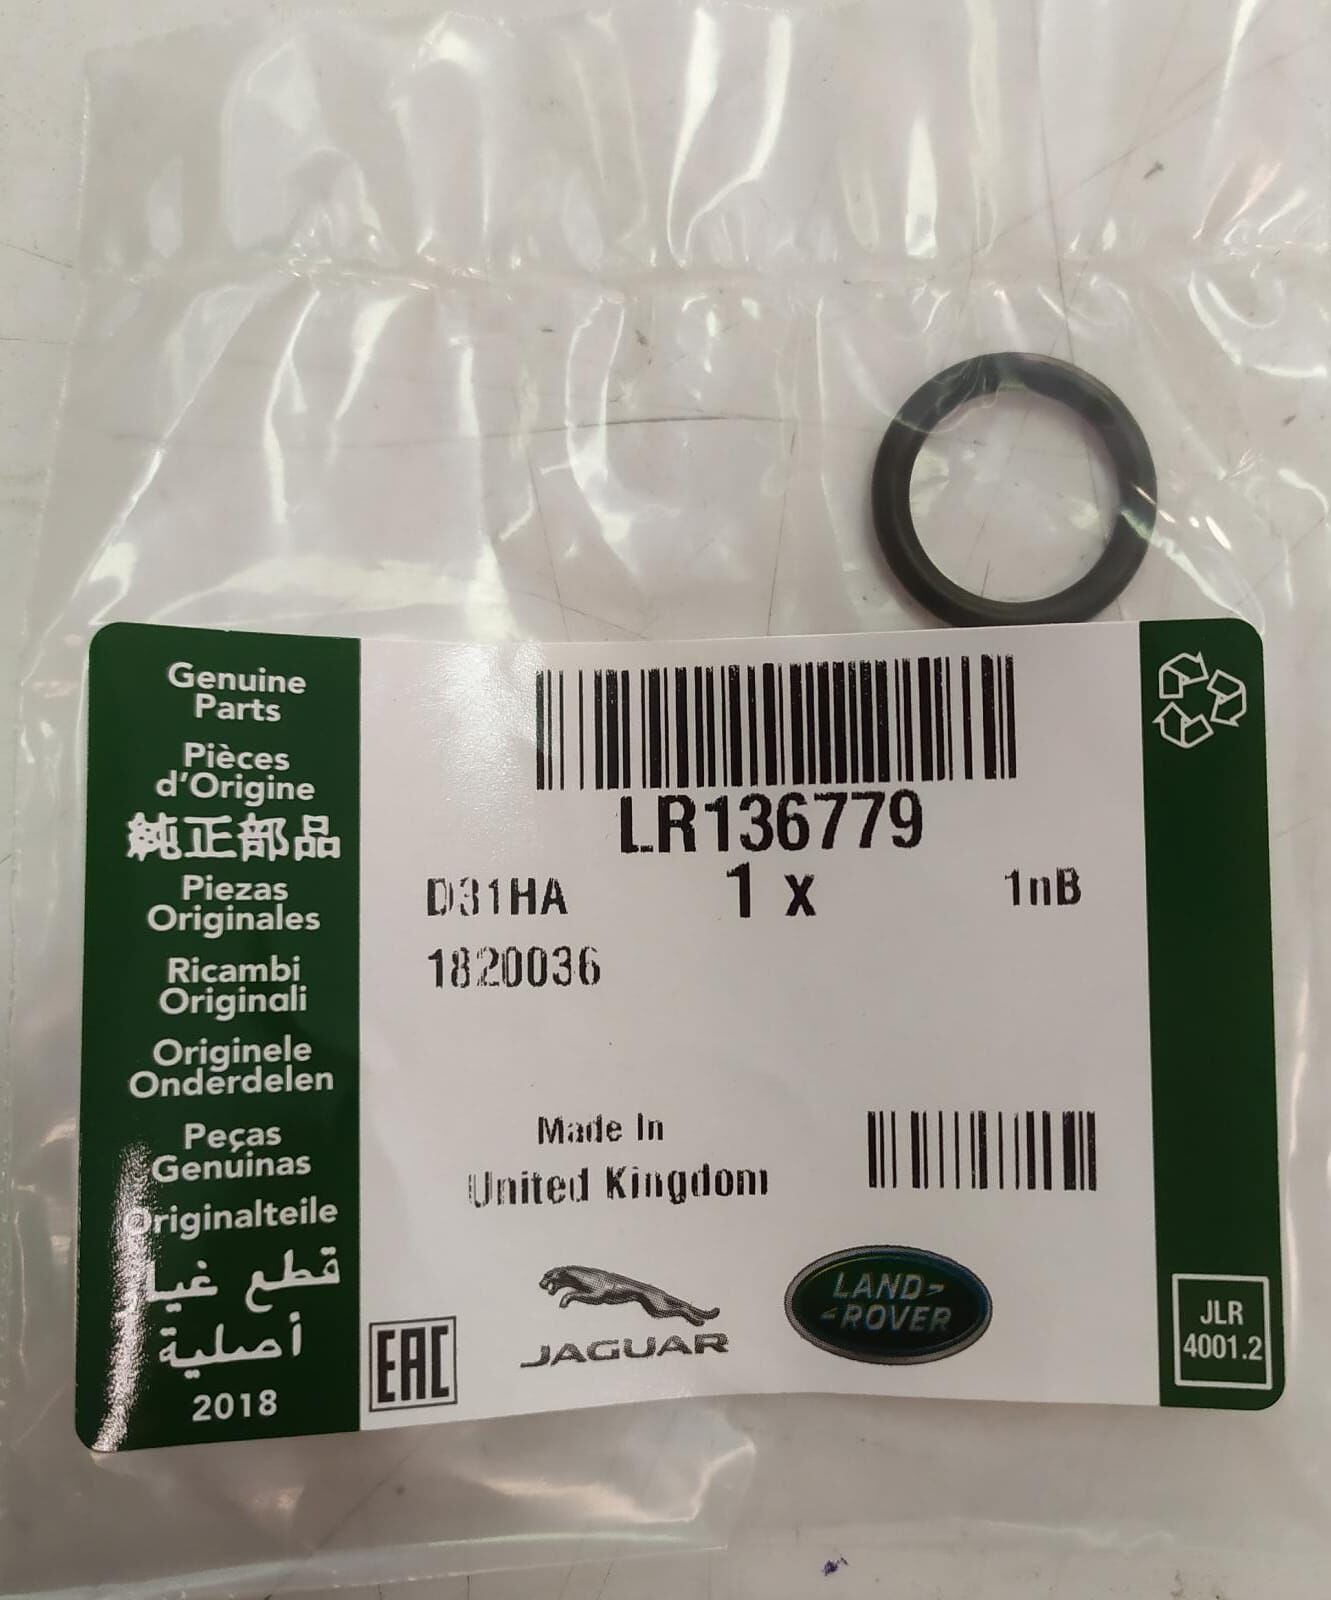 Genuine
Parts
Pièces
d'Origine
純正部品
Piezas
Originales
Ricambi
Originali
Originele
Onderdelen
Peças
Genuinas
Originalteile
قطع غيار
أصلية
2018
LR136779
D31HA 1 x 1nB
1820036
Made In
United Kingdom
EAC
JAGUAR
LAND-
-ROVER
JLR
4001.2